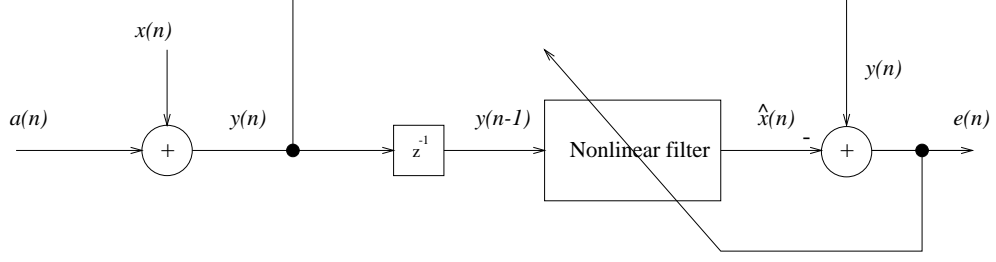 x(n)
y(n)
a(n)
y(n)
y(n-1)
x̂(n)
e(n)
-
+
z⁻¹
Nonlinear filter
+